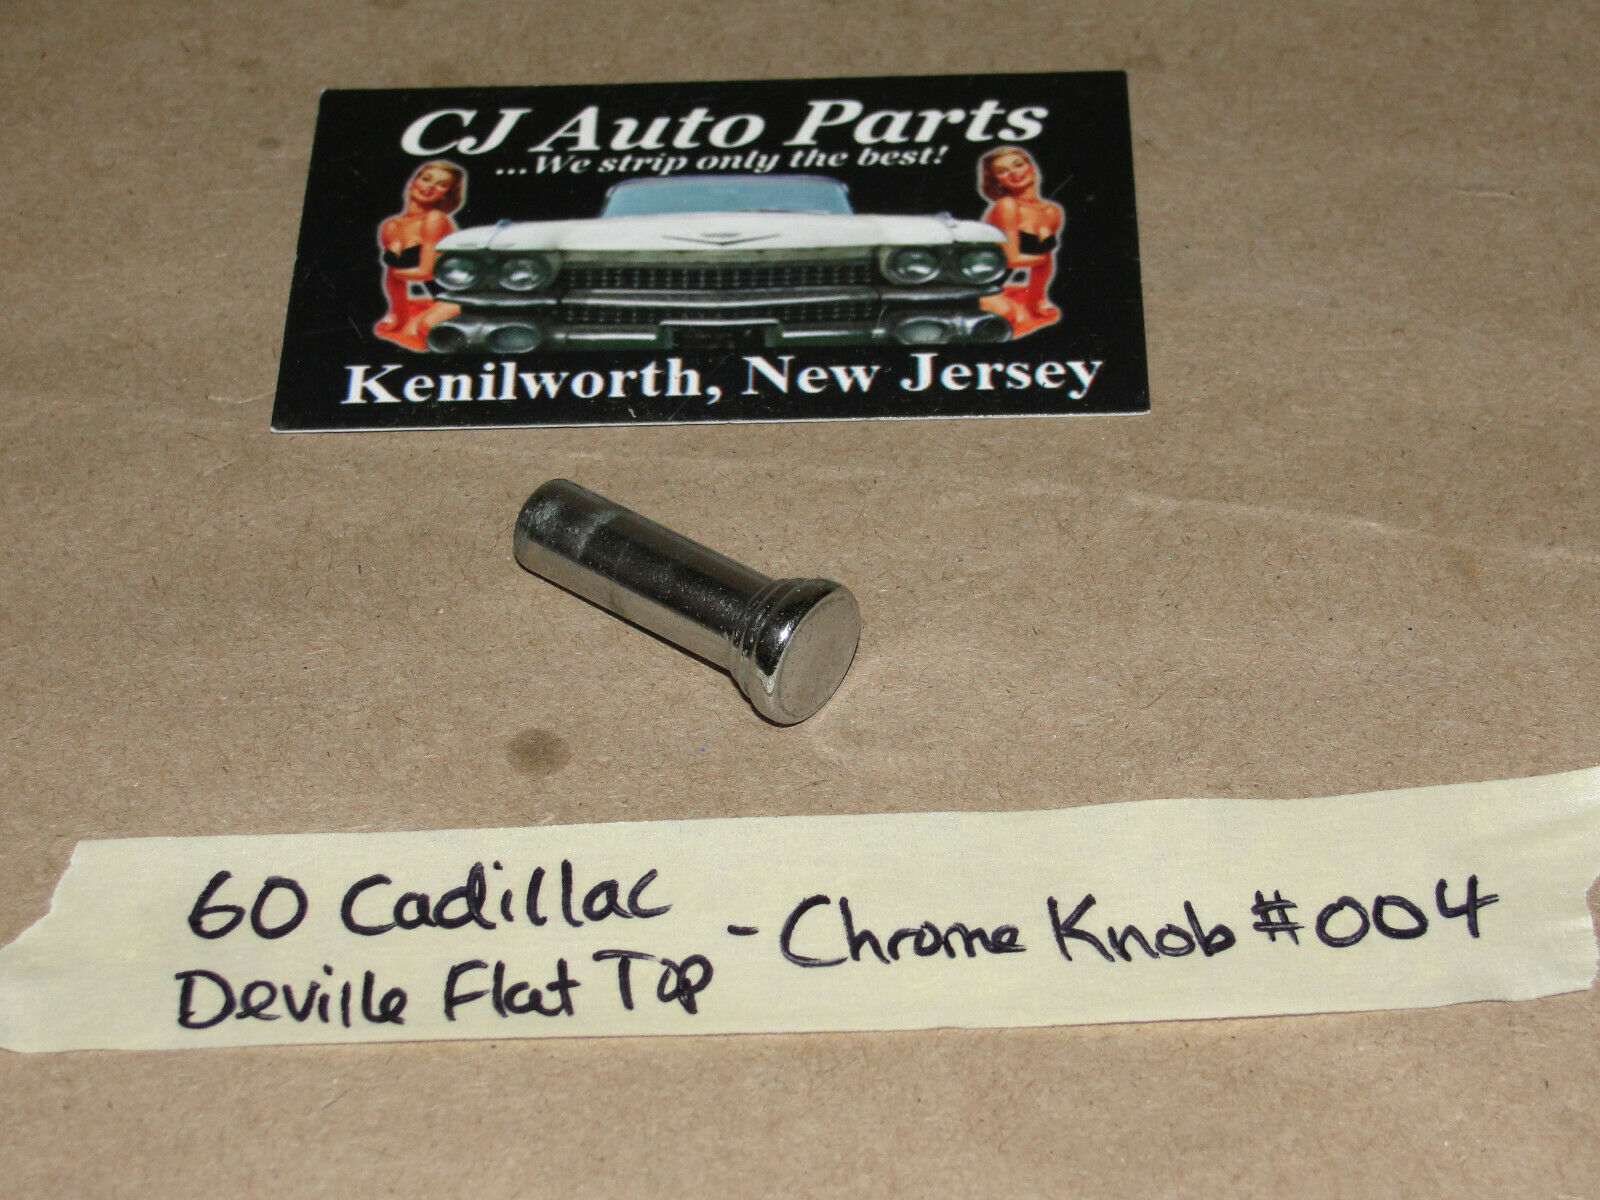 CJ Auto Parts
...We strip only the best!
Kenilworth, New Jersey
60 Cadillac
Deville Flat Top - Chrome Knob #004